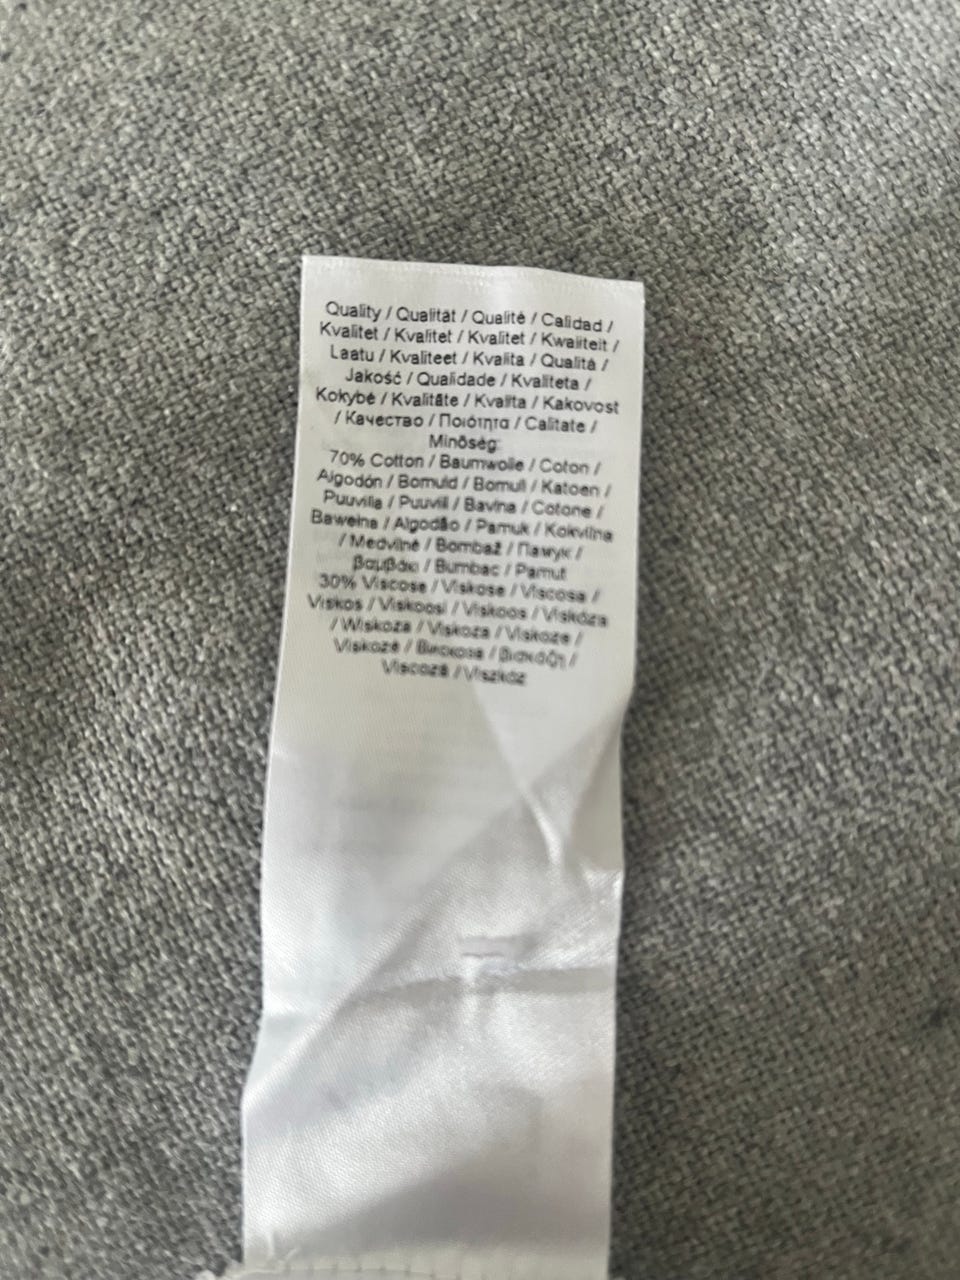 Quality / Qualität / Qualité / Calidad /
Kvalitet / Kvalitet / Kvalitet / Kwaliteit /
Laatu / Kvaliteet / Kvalita / Qualità /
Jakość / Qualidade / Kvaliteta /
Kokybė / Kvalitāte / Kvalita / Kakovost
/ Качество / Ποιότητα / Calitate /
Minőség:
70% Cotton / Baumwolle / Coton /
Algodón / Bomuld / Bomull / Katoen /
Puuvilla / Puuvill / Bavlna / Cotone /
Bawełna / Algodão / Pamuk / Kokvilna
/ Medvilnė / Bombaž / Памук /
βαμβάκι / Bumbac / Pamut
30% Viscose / Viskose / Viscosa /
Viskos / Viskoosi / Viskoos / Viskóza
/ Wiskoza / Viskoza / Viskoze /
Viskozė / Вискоза / βισκόζη /
Viscoză / Viszkóz